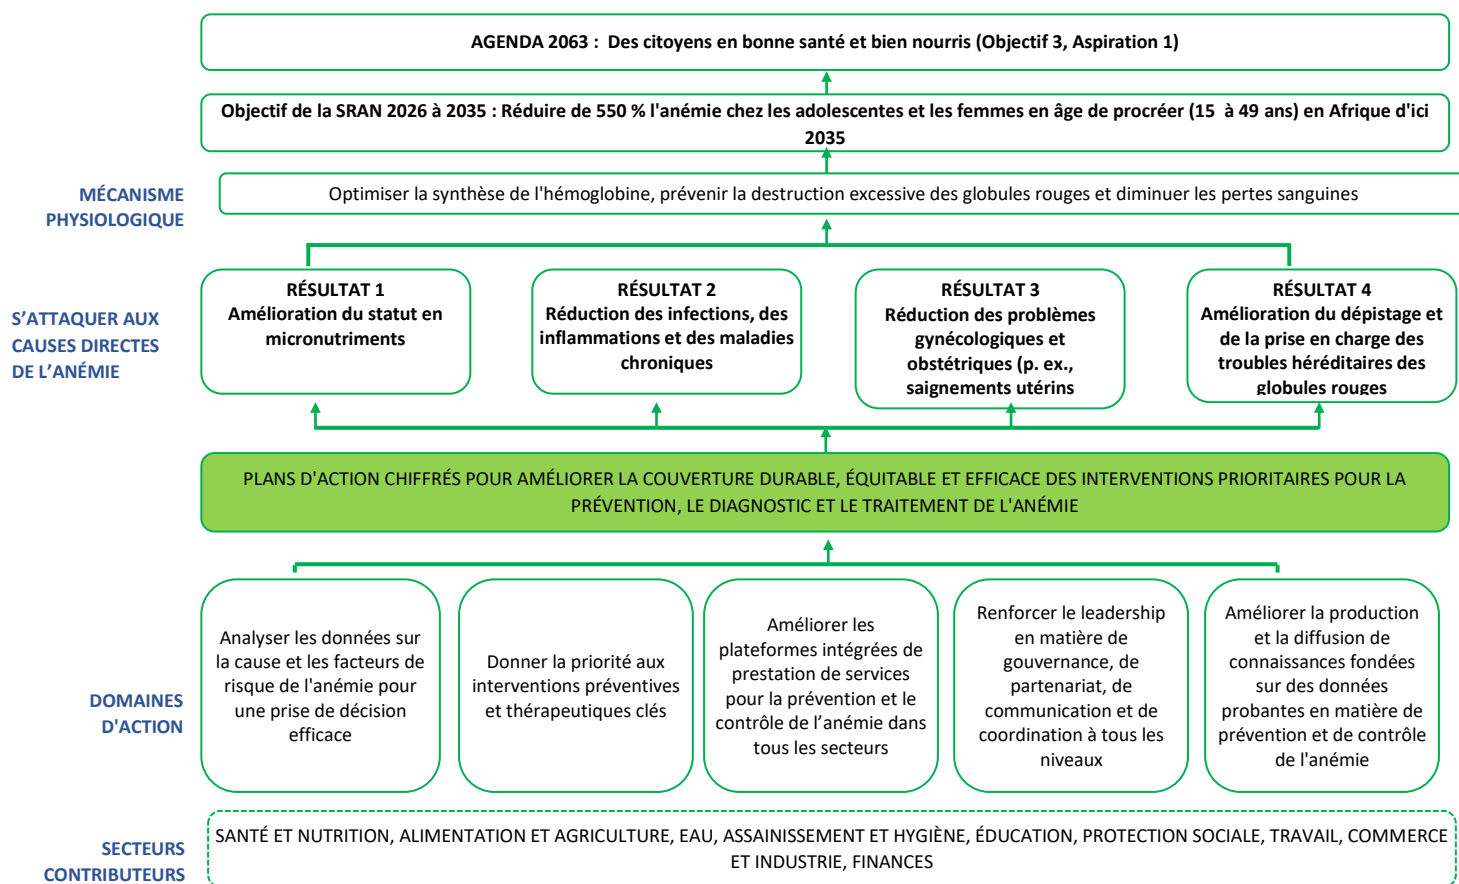 AGENDA 2063 : Des citoyens en bonne santé et bien nourris (Objectif 3, Aspiration 1)
Objectif de la SRAN 2026 à 2035 : Réduire de 550 % l'anémie chez les adolescentes et les femmes en âge de procréer (15 à 49 ans) en Afrique d'ici
2035
MÉCANISME
PHYSIOLOGIQUE
Optimiser la synthèse de l'hémoglobine, prévenir la destruction excessive des globules rouges et diminuer les pertes sanguines
S'ATTAQUER AUX
CAUSES DIRECTES
DE L'ANÉMIE
RÉSULTAT 1
Amélioration du statut en
micronutriments
RÉSULTAT 2
Réduction des infections, des
inflammations et des maladies
chroniques
RÉSULTAT 3
Réduction des problèmes
gynécologiques et
obstétriques (p. ex.,
saignements utérins
RÉSULTAT 4
Amélioration du dépistage et
de la prise en charge des
troubles héréditaires des
globules rouges
PLANS D'ACTION CHIFFRÉS POUR AMÉLIORER LA COUVERTURE DURABLE, ÉQUITABLE ET EFFICACE DES INTERVENTIONS PRIORITAIRES POUR LA
PRÉVENTION, LE DIAGNOSTIC ET LE TRAITEMENT DE L'ANÉMIE
DOMAINES
D'ACTION
Analyser les données sur
la cause et les facteurs de
risque de l'anémie pour
une prise de décision
efficace
Donner la priorité aux
interventions préventives
et thérapeutiques clés
Améliorer les
plateformes intégrées de
prestation de services
pour la prévention et le
contrôle de l'anémie dans
tous les secteurs
Renforcer le leadership
en matière de
gouvernance, de
partenariat, de
communication et de
coordination à tous les
niveaux
Améliorer la production
et la diffusion de
connaissances fondées
sur des données
probantes en matière de
prévention et de contrôle
de l'anémie
SECTEURS
CONTRIBUTEURS
SANTÉ ET NUTRITION, ALIMENTATION ET AGRICULTURE, EAU, ASSAINISSEMENT ET HYGIÈNE, ÉDUCATION, PROTECTION SOCIALE, TRAVAIL, COMMERCE
ET INDUSTRIE, FINANCES